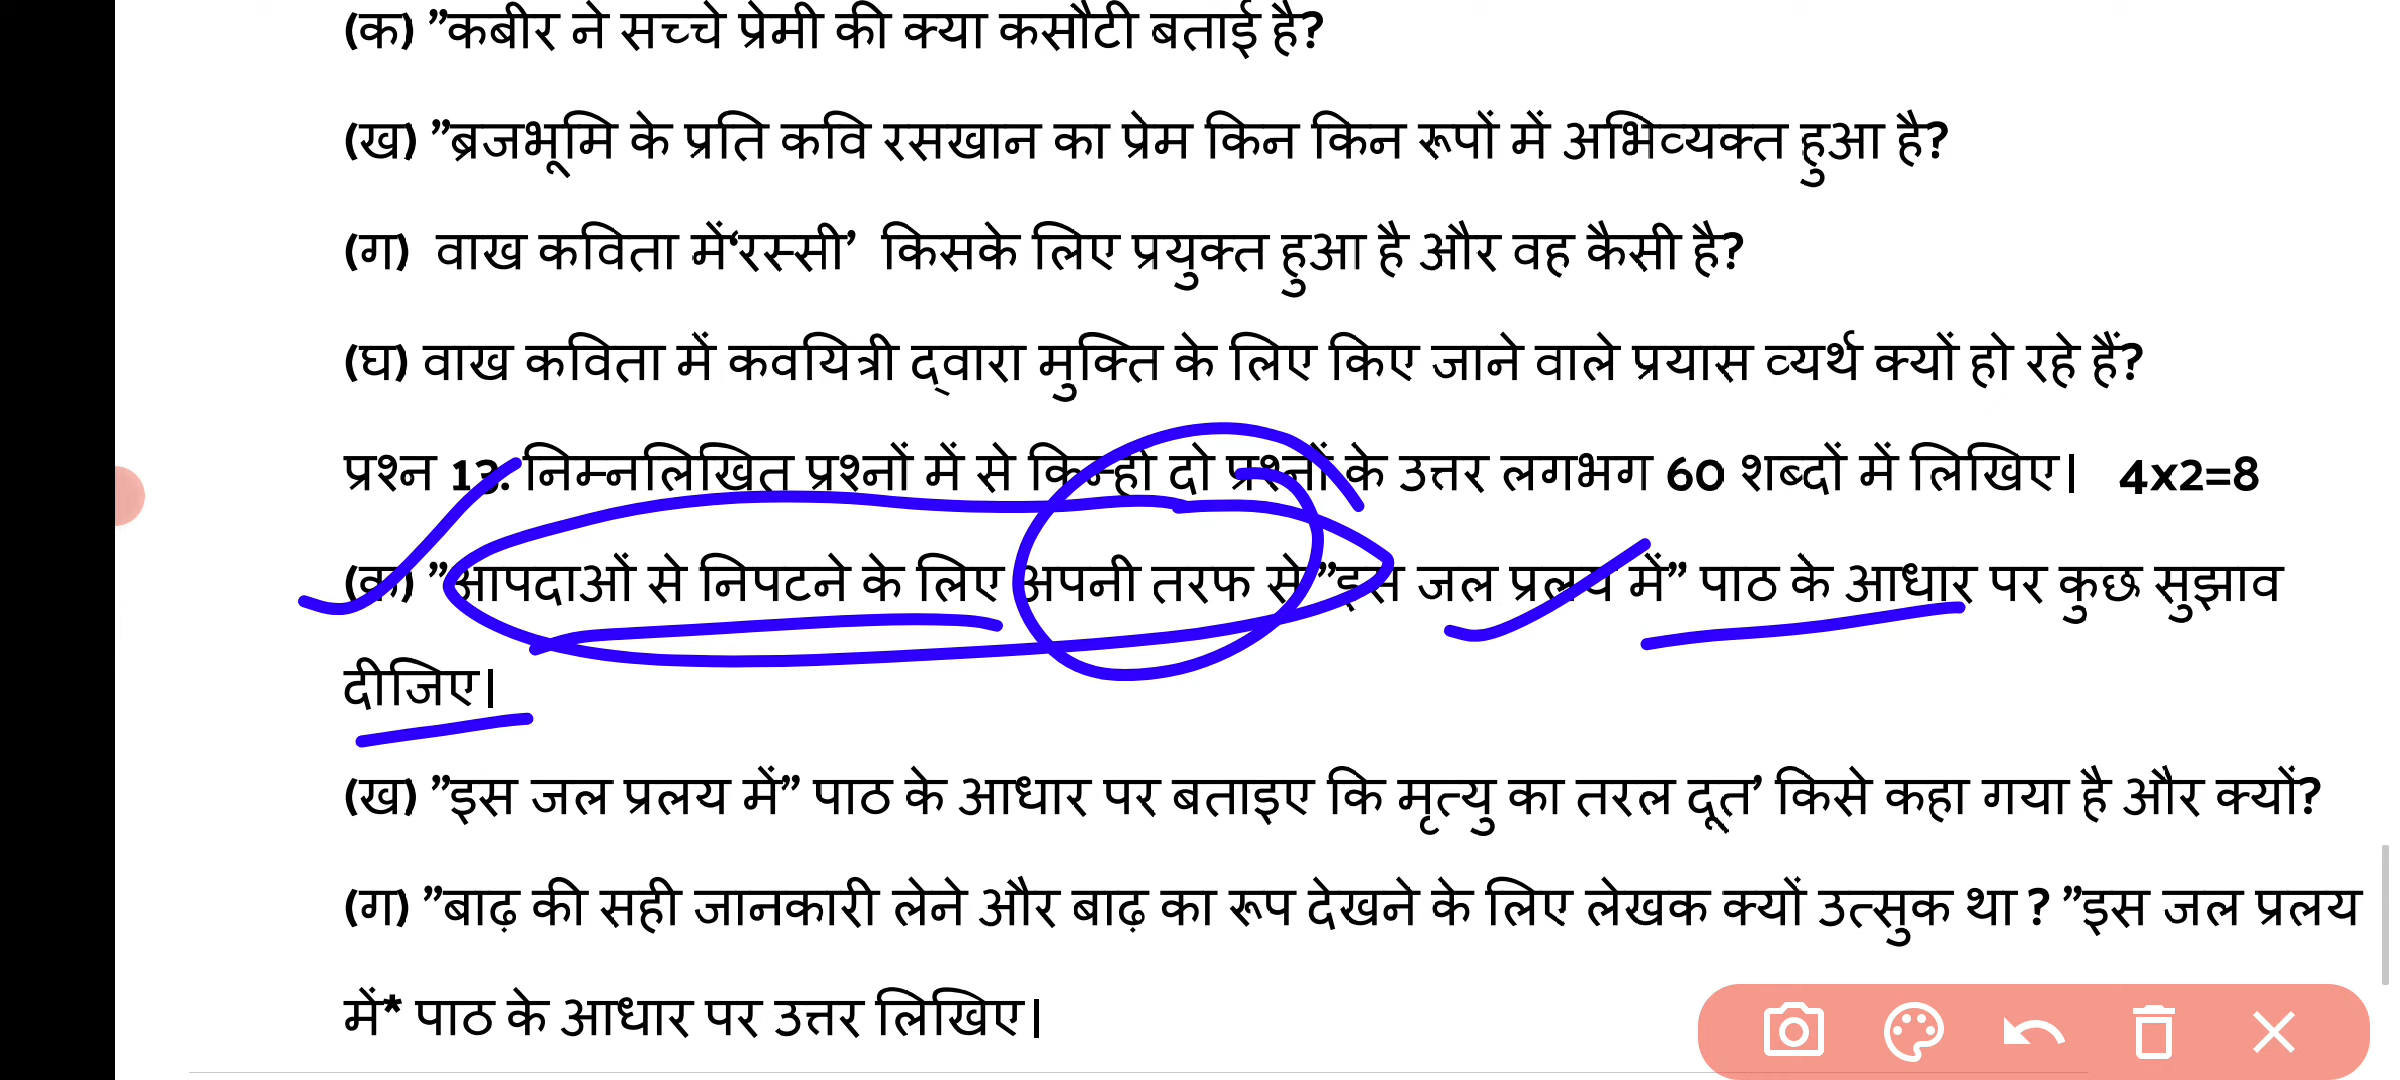 (क) ”कबीर ने सच्चे प्रेमी की क्या कसौटी बताई है?
(ख) ”ब्रजभूमि के प्रति कवि रसखान का प्रेम किन किन रूपों में अभिव्यक्त हुआ है?
(ग) वाख कविता में‘रस्सी’ किसके लिए प्रयुक्त हुआ है और वह कैसी है?
(घ) वाख कविता में कवयित्री द्वारा मुक्ति के लिए किए जाने वाले प्रयास व्यर्थ क्यों हो रहे हैं?
प्रश्न 13. निम्नलिखित प्रश्नों में से किन्हीं दो प्रश्नों के उत्तर लगभग 60 शब्दों में लिखिए। 4x2=8
(क) ”आपदाओं से निपटने के लिए अपनी तरफ से ”इस जल प्रलय में” पाठ के आधार पर कुछ सुझाव
दीजिए।
(ख) ”इस जल प्रलय में” पाठ के आधार पर बताइए कि मृत्यु का तरल दूत’ किसे कहा गया है और क्यों?
(ग) ”बाढ़ की सही जानकारी लेने और बाढ़ का रूप देखने के लिए लेखक क्यों उत्सुक था ? ”इस जल प्रलय
में* पाठ के आधार पर उत्तर लिखिए।